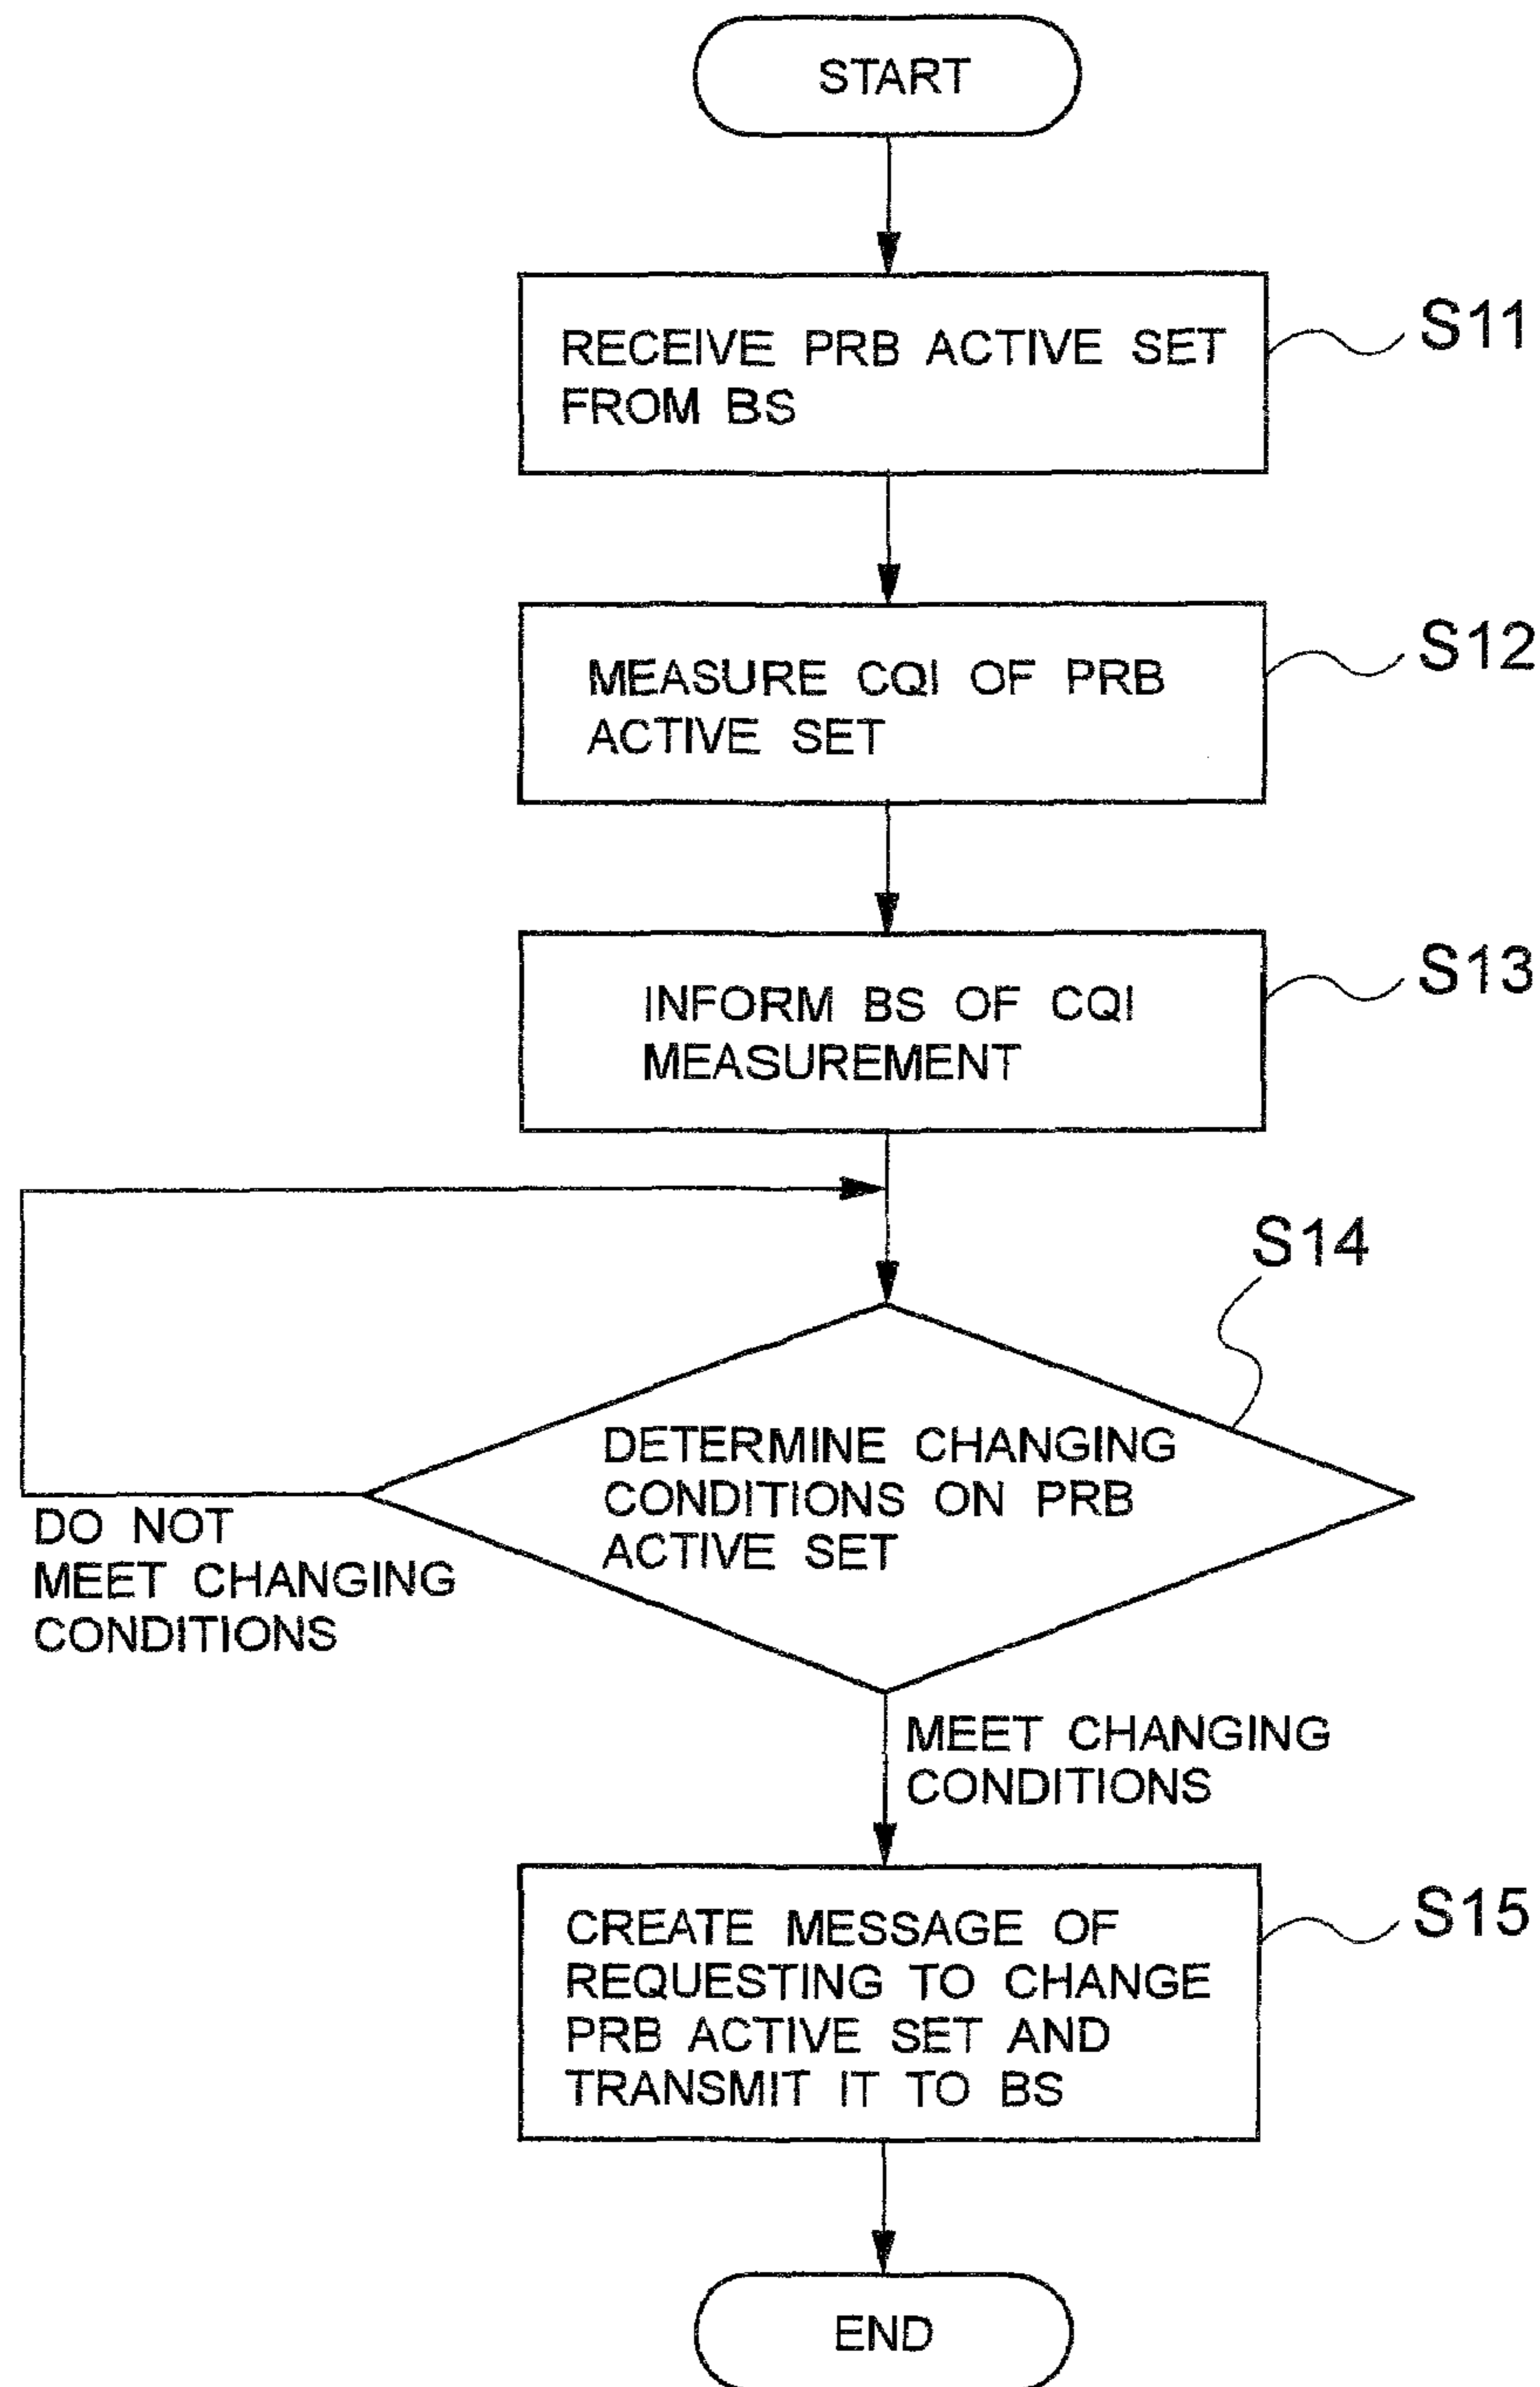 START
RECEIVE PRB ACTIVE SET
FROM BS
S11
MEASURE CQI OF PRB
ACTIVE SET
S12
INFORM BS OF CQI
MEASUREMENT
S13
S14
DETERMINE CHANGING
CONDITIONS ON PRB
ACTIVE SET
DO NOT
MEET CHANGING
CONDITIONS
MEET CHANGING
CONDITIONS
CREATE MESSAGE OF
REQUESTING TO CHANGE
PRB ACTIVE SET AND
TRANSMIT IT TO BS
S15
END